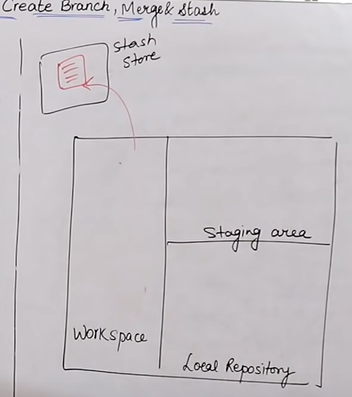 Create Branch, Merge & Stash
Stash
Store
Staging area
Workspace
Local Repository